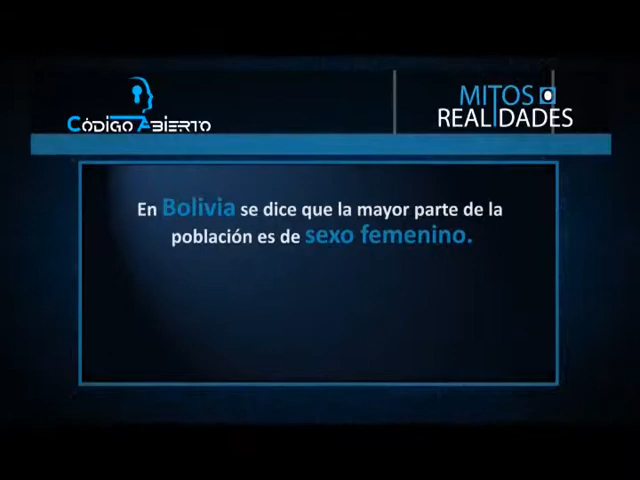 CÓDIGO ABIERTO
MITOS O
REALIDADES
En Bolivia se dice que la mayor parte de la
población es de sexo femenino.